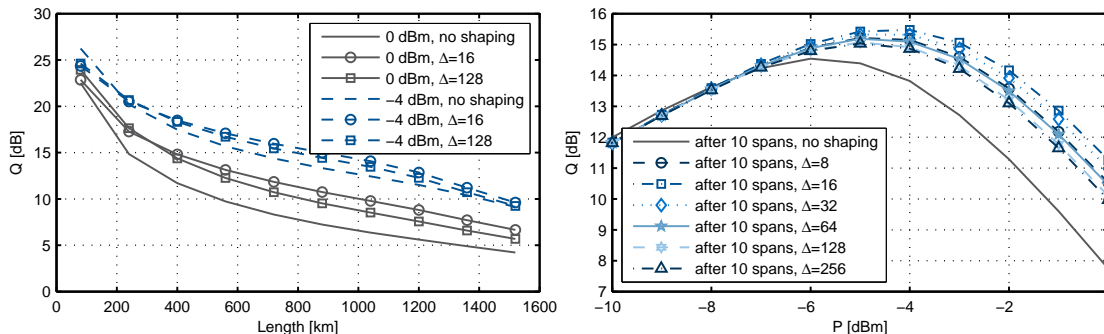 30
25
20
15
10
5
0
Q [dB]
0 200 400 600 800 1000 1200 1400 1600
Length [km]
0 dBm, no shaping
0 dBm, Δ=16
0 dBm, Δ=128
−4 dBm, no shaping
−4 dBm, Δ=16
−4 dBm, Δ=128
16
15
14
13
12
11
10
9
8
7
Q [dB]
−10 −8 −6 −4 −2
P [dBm]
after 10 spans, no shaping
after 10 spans, Δ=8
after 10 spans, Δ=16
after 10 spans, Δ=32
after 10 spans, Δ=64
after 10 spans, Δ=128
after 10 spans, Δ=256